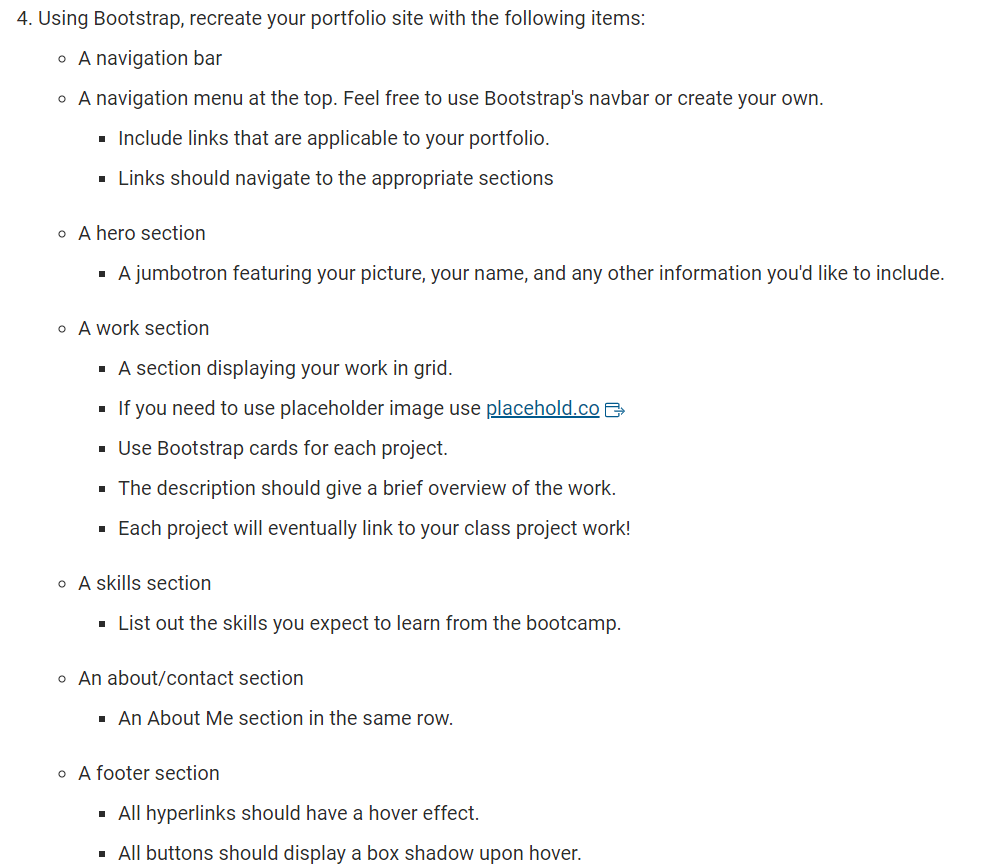 4. Using Bootstrap, recreate your portfolio site with the following items:
A navigation bar
A navigation menu at the top. Feel free to use Bootstrap's navbar or create your own.
Include links that are applicable to your portfolio.
Links should navigate to the appropriate sections
A hero section
A jumbotron featuring your picture, your name, and any other information you'd like to include.
A work section
A section displaying your work in grid.
If you need to use placeholder image use placehold.co
Use Bootstrap cards for each project.
The description should give a brief overview of the work.
Each project will eventually link to your class project work!
A skills section
List out the skills you expect to learn from the bootcamp.
An about/contact section
An About Me section in the same row.
A footer section
All hyperlinks should have a hover effect.
All buttons should display a box shadow upon hover.